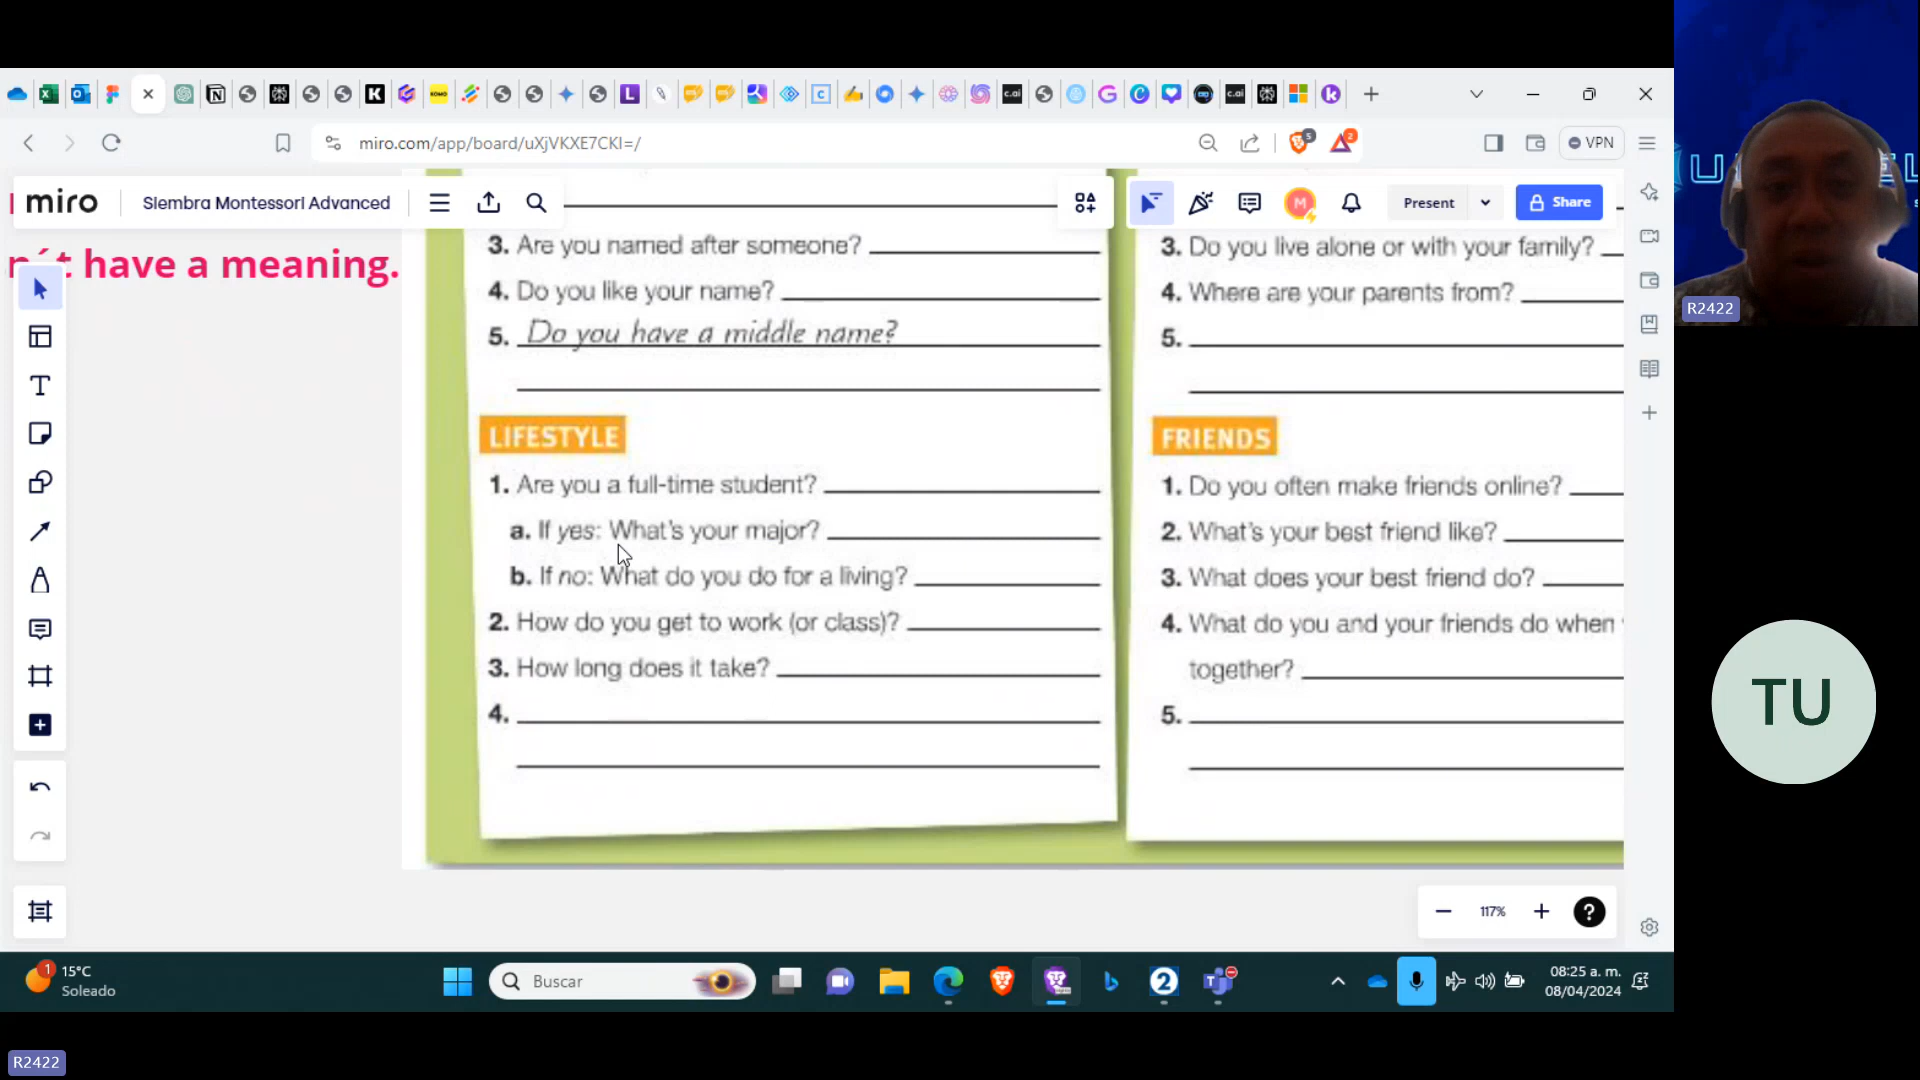 miro.com/app/board/uXjVKXE7CKI=/
VPN
miro
Siembra Montessori Advanced
Present
Share
have a meaning.
3. Are you named after someone?
4. Do you like your name?
5. Do you have a middle name?
LIFESTYLE
1. Are you a full-time student?
a. If yes: What's your major?
b. If no: What do you do for a living?
2. How do you get to work (or class)?
3. How long does it take?
4.
3. Do you live alone or with your family?
4. Where are your parents from?
5.
FRIENDS
1. Do you often make friends online?
2. What's your best friend like?
3. What does your best friend do?
4. What do you and your friends do when
together?
5.
117%
R2422
TU
15°C
Soleado
Buscar
08:25 a. m.
08/04/2024
R2422